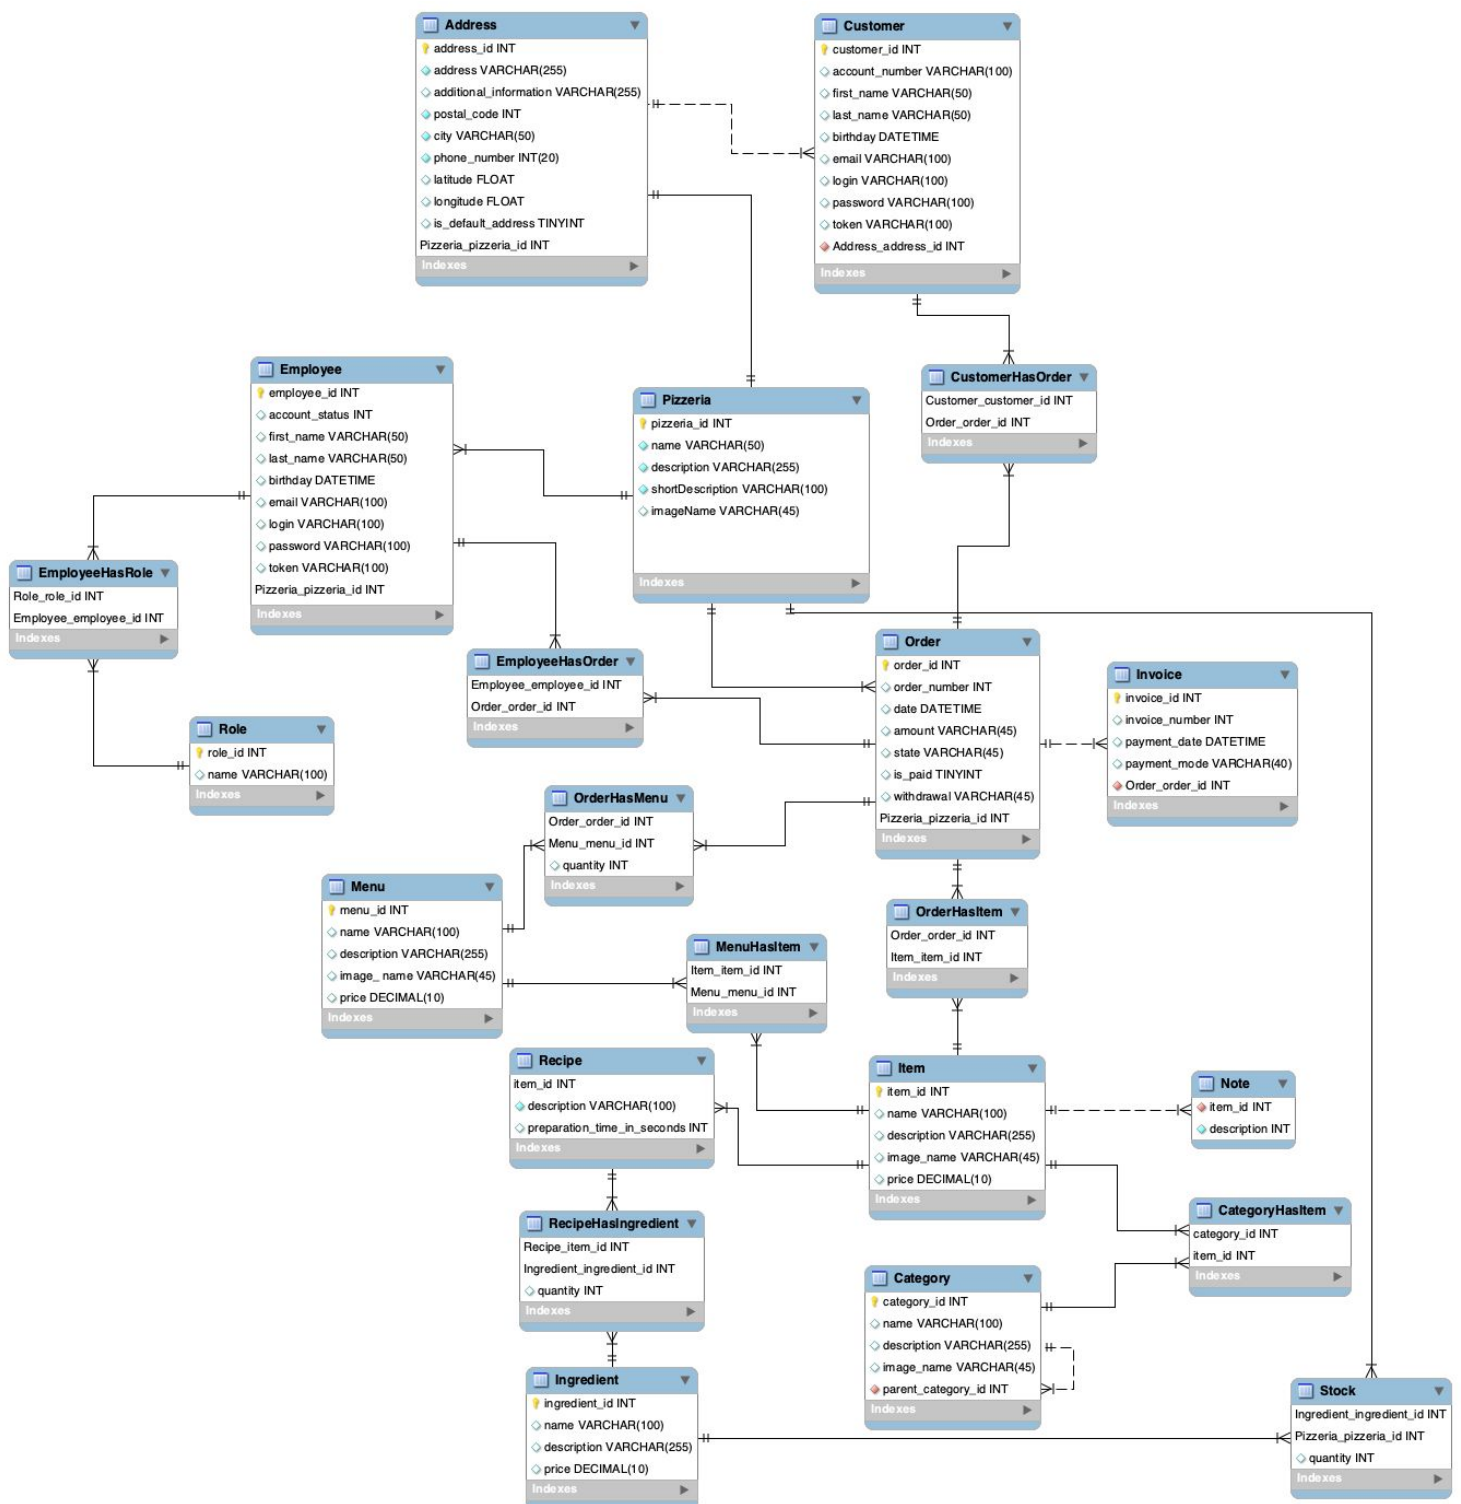 Address
address_id INT
address VARCHAR(255)
additional_information VARCHAR(255)
postal_code INT
city VARCHAR(50)
phone_number INT(20)
latitude FLOAT
longitude FLOAT
is_default_address TINYINT
Pizzeria_pizzeria_id INT
Indexes
Customer
customer_id INT
account_number VARCHAR(100)
first_name VARCHAR(50)
last_name VARCHAR(50)
birthday DATETIME
email VARCHAR(100)
login VARCHAR(100)
password VARCHAR(100)
token VARCHAR(100)
Address_address_id INT
Indexes
Employee
employee_id INT
account_status INT
first_name VARCHAR(50)
last_name VARCHAR(50)
birthday DATETIME
email VARCHAR(100)
login VARCHAR(100)
password VARCHAR(100)
token VARCHAR(100)
Pizzeria_pizzeria_id INT
Indexes
Pizzeria
pizzeria_id INT
name VARCHAR(50)
description VARCHAR(255)
shortDescription VARCHAR(100)
imageName VARCHAR(45)
Indexes
CustomerHasOrder
Customer_customer_id INT
Order_order_id INT
Indexes
EmployeeHasRole
Role_role_id INT
Employee_employee_id INT
Indexes
EmployeeHasOrder
Employee_employee_id INT
Order_order_id INT
Indexes
Order
order_id INT
order_number INT
date DATETIME
amount VARCHAR(45)
state VARCHAR(45)
is_paid TINYINT
withdrawal VARCHAR(45)
Pizzeria_pizzeria_id INT
Indexes
Invoice
invoice_id INT
invoice_number INT
payment_date DATETIME
payment_mode VARCHAR(40)
Order_order_id INT
Indexes
Role
role_id INT
name VARCHAR(100)
Indexes
OrderHasMenu
Order_order_id INT
Menu_menu_id INT
quantity INT
Indexes
Menu
menu_id INT
name VARCHAR(100)
description VARCHAR(255)
image_ name VARCHAR(45)
price DECIMAL(10)
Indexes
OrderHasItem
Order_order_id INT
Item_item_id INT
Indexes
MenuHasItem
Item_item_id INT
Menu_menu_id INT
Indexes
Recipe
item_id INT
description VARCHAR(100)
preparation_time_in_seconds INT
Indexes
Item
item_id INT
name VARCHAR(100)
description VARCHAR(255)
image_name VARCHAR(45)
price DECIMAL(10)
Indexes
Note
item_id INT
description INT
Indexes
RecipeHasIngredient
Recipe_item_id INT
Ingredient_ingredient_id INT
quantity INT
Indexes
CategoryHasItem
category_id INT
item_id INT
Indexes
Category
category_id INT
name VARCHAR(100)
description VARCHAR(255)
image_name VARCHAR(45)
parent_category_id INT
Indexes
Ingredient
ingredient_id INT
name VARCHAR(100)
description VARCHAR(255)
price DECIMAL(10)
Indexes
Stock
Ingredient_ingredient_id INT
Pizzeria_pizzeria_id INT
quantity INT
Indexes